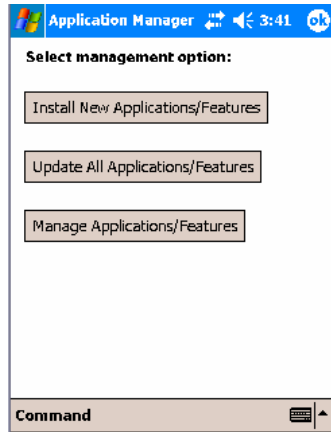 Application Manager 3:41 ok
Select management option:
Install New Applications/Features
Update All Applications/Features
Manage Applications/Features
Command